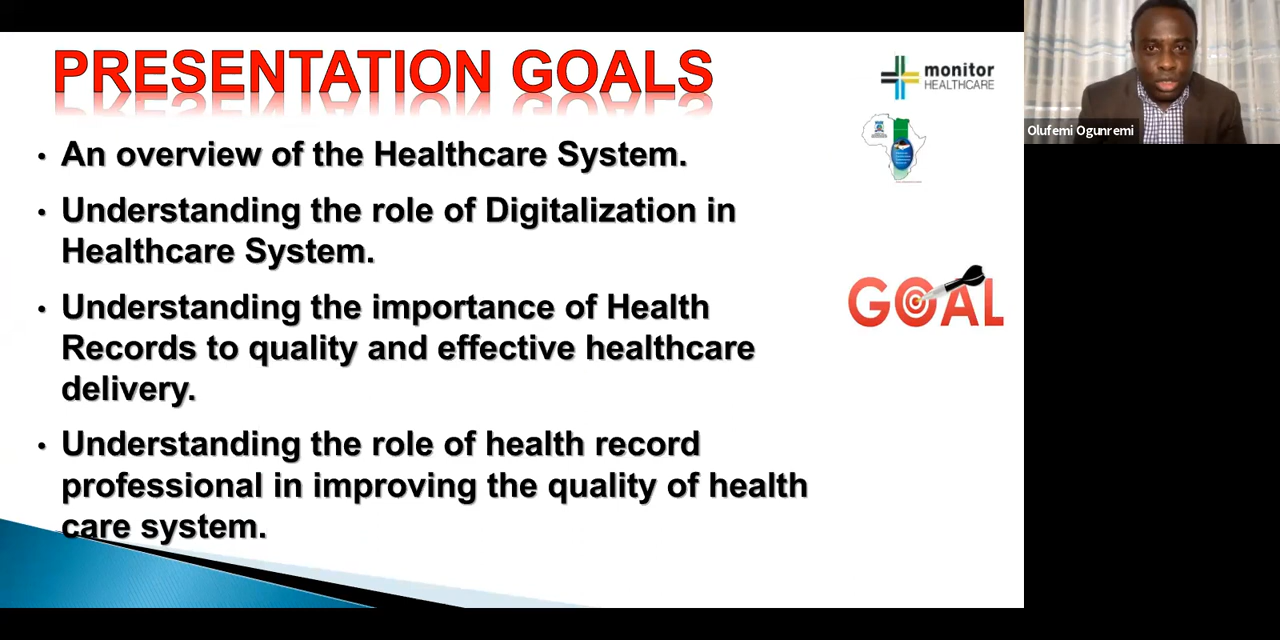 PRESENTATION GOALS
monitor
HEALTHCARE
• An overview of the Healthcare System.
• Understanding the role of Digitalization in
Healthcare System.
• Understanding the importance of Health
Records to quality and effective healthcare
delivery.
• Understanding the role of health record
professional in improving the quality of health
care system.
GOAL
Olufemi Ogunremi